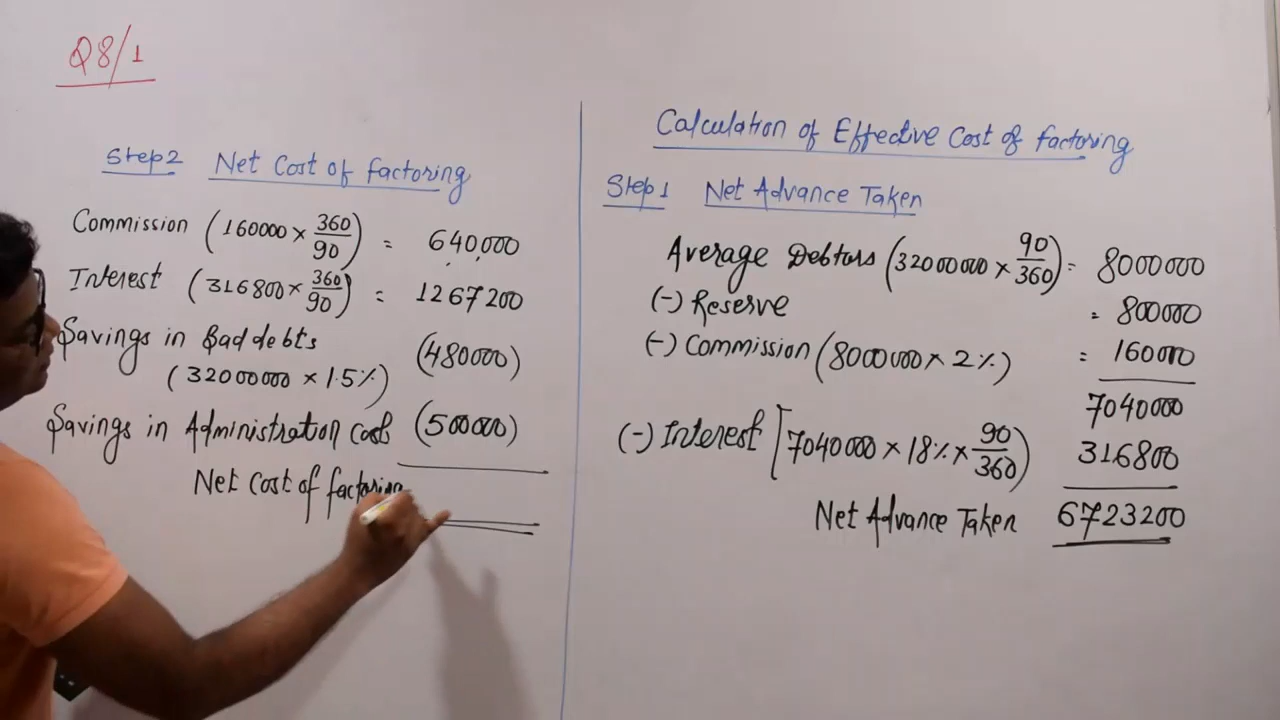 Q8/1
Step2 Net Cost of factoring
Commission (160000 × 360/90) = 640,000
Interest (316800 × 360/90) = 1267200
Savings in Bad debts (480000)
(32000000 × 1.5%)
Savings in Administration Cost (500000)
Net Cost of factoring
Calculation of Effective Cost of factoring
Step1 Net Advance Taken
Average Debtors (32000000 × 90/360) = 8000000
(-) Reserve = 800000
(-) Commission (8000000 × 2%) = 160000
7040000
(-) Interest [7040000 × 18% × 90/360) 316800
Net Advance Taken 6723200